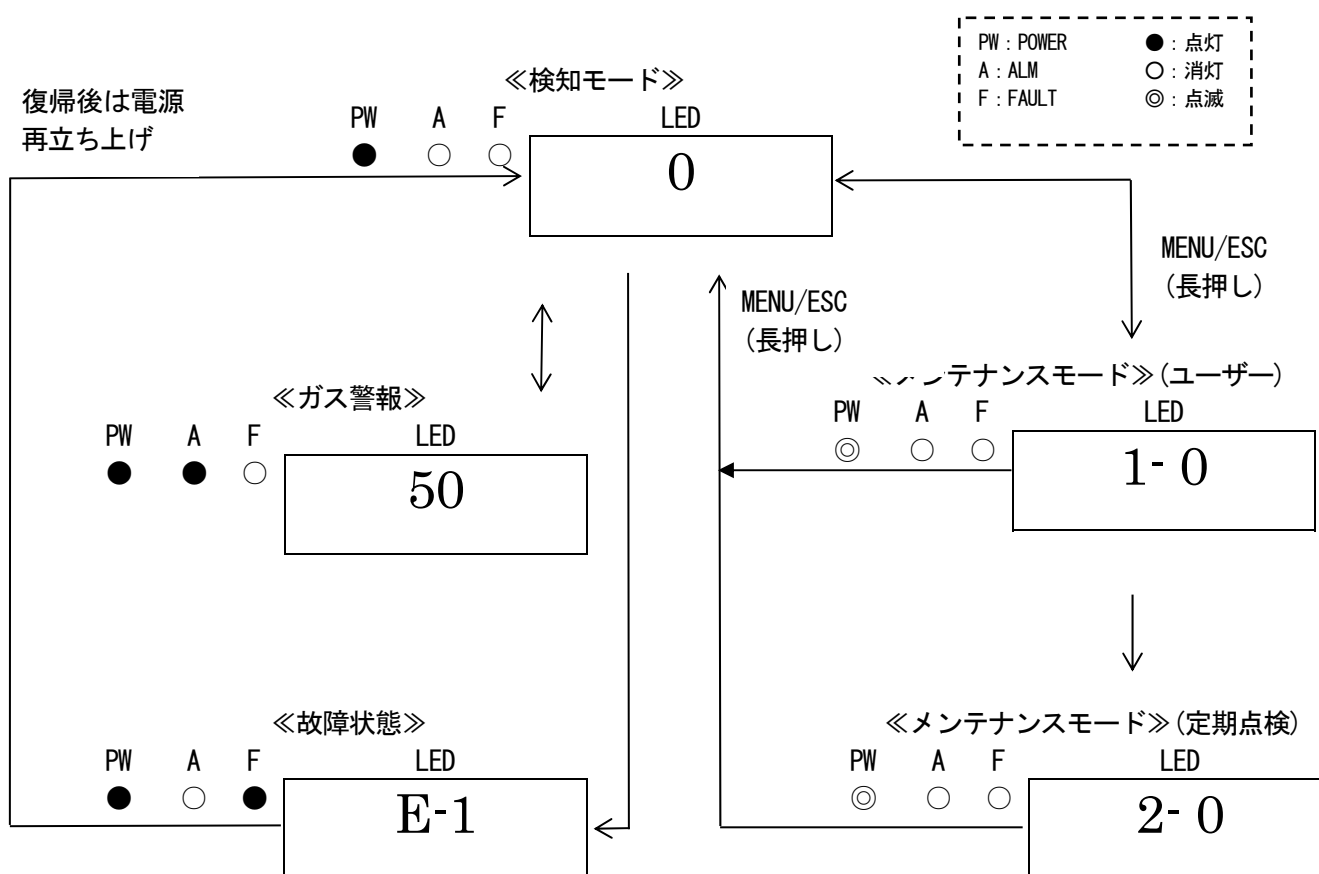 PW：POWER ●：点灯
A：ALM ○：消灯
F：FAULT ◎：点滅
≪検知モード≫
復帰後は電源
再立ち上げ
PW A F LED
● ○ ○
0
MENU/ESC
(長押し)
MENU/ESC
(長押し)
≪ガス警報≫
PW A F LED
● ● ○
50
≪メンテナンスモード≫(ユーザー)
PW A F LED
◎ ○ ○
1- 0
≪故障状態≫
PW A F LED
● ○ ●
E-1
≪メンテナンスモード≫(定期点検)
PW A F LED
◎ ○ ○
2- 0